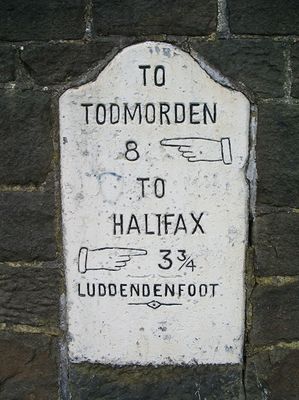 TO
TODMORDEN
8
TO
HALIFAX
3¾
LUDDENDENFOOT